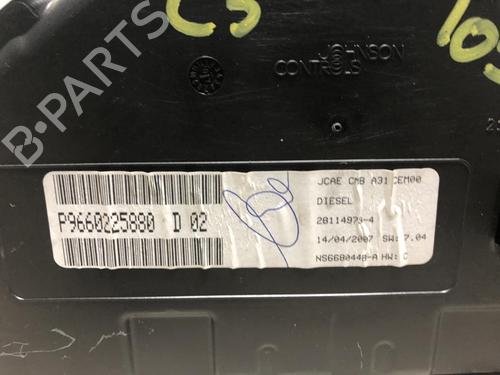 C5
JOHNSON
CONTROLS
P9660225880 D 02
JCAE CMB A31 CEM00
DIESEL
28114973-4
14/04/2007 SW: 7.04
NS6680448-A HW: C
B-Parts